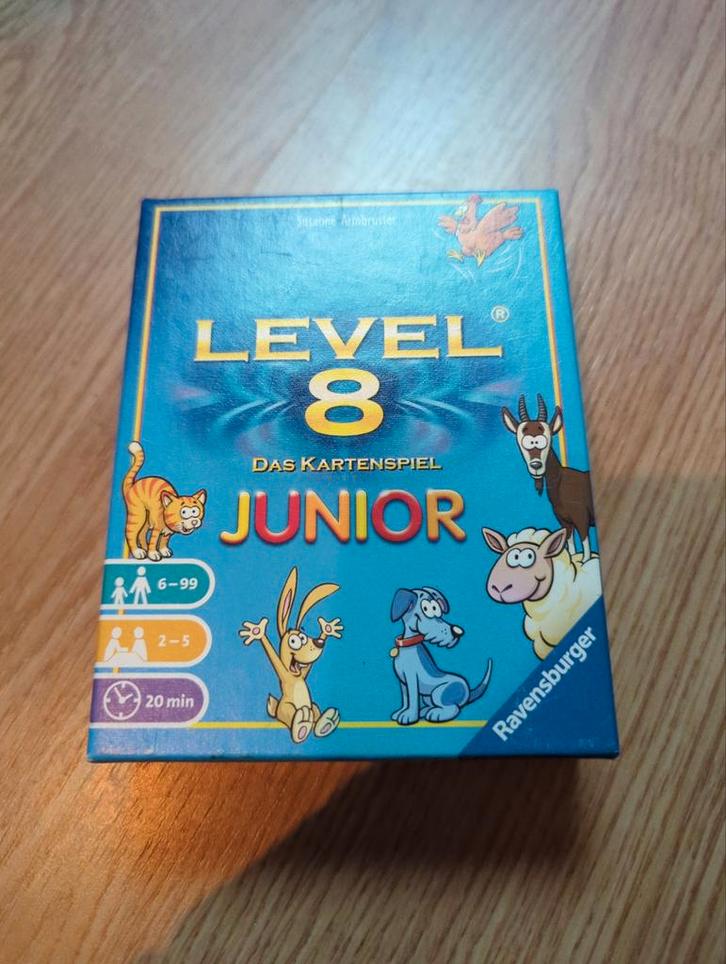 Susanne Armbruster
LEVEL®
8
DAS KARTENSPIEL
JUNIOR
6–99
2–5
20 min
Ravensburger